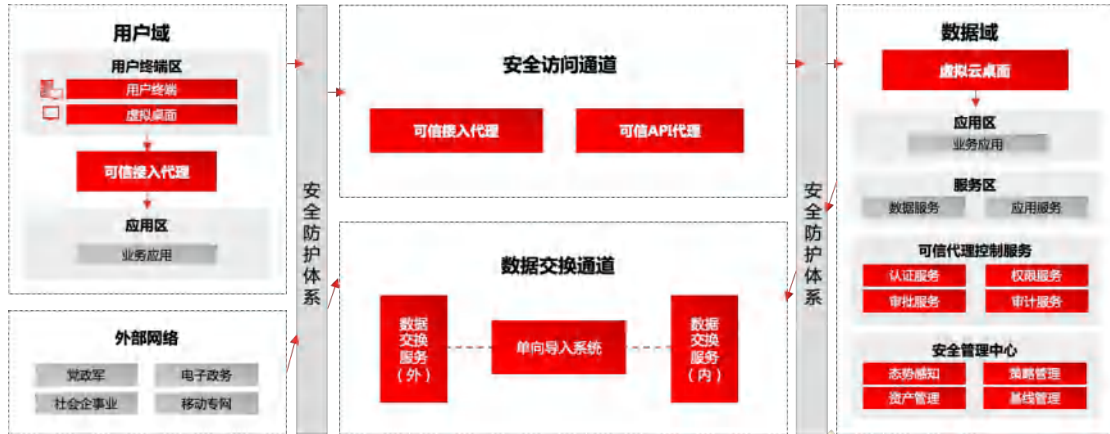 用户域
用户终端区
用户终端
虚拟桌面
可信接入代理
应用区
业务应用
外部网络
党政军
电子政务
社会企事业
移动专网
安全防护体系
安全访问通道
可信接入代理
可信API代理
数据交换通道
数据交换服务(外)
单向导入系统
数据交换服务(内)
安全防护体系
数据域
虚拟云桌面
应用区
业务应用
服务区
数据服务
应用服务
可信代理控制服务
认证服务
权限服务
审批服务
审计服务
安全管理中心
态势感知
策略管理
资产管理
基线管理